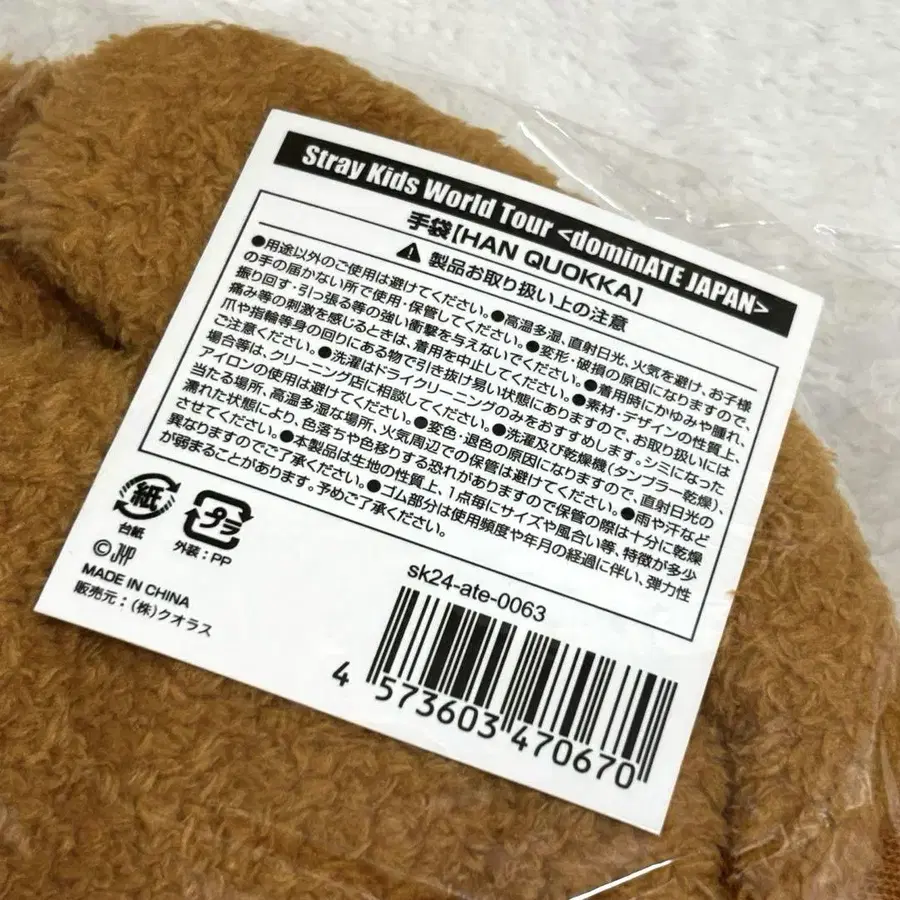 Stray Kids World Tour <dominATE JAPAN>
手袋【HAN QUOKKA】
⚠ 製品お取り扱い上の注意
●用途以外のご使用は避けてください。●高温多湿、直射日光、火気を避け、お子様
の手の届かない所で使用・保管してください。●変形・破損の原因になりますので、
振り回す・引っ張る等の強い衝撃を与えないでください。●着用時にかゆみや腫れ、
痛み等の刺激を感じるときは、着用を中止してください。●素材・デザインの性質上、
爪や指輪等身の回りにある物で引き抜け易い状態にありますので、お取り扱いには
ご注意ください。●洗濯はドライクリーニングのみをおすすめします。シミになった
場合等は、クリーニング店に相談してください。●洗濯及び乾燥機(タンブラー乾燥)、
アイロンの使用は避けてください。●変色・退色の原因になりますので、直射日光の
当たる場所、高温多湿な場所、火気周辺での保管は避けてください。●雨や汗など
濡れた状態により、色落ちや色移りする恐れがありますので保管の際は十分に乾燥
させてください。●本製品は生地の性質上、1点毎にサイズや風合い等、特徴が多少
異なりますのでご了承ください。●ゴム部分は使用頻度や年月の経過に伴い、弾力性
が弱まることがあります。予めご了承ください。
紙
台紙
プラ
外装:PP
©JYP
MADE IN CHINA
販売元:(株)クオラス
sk24-ate-0063
4 573603 470670